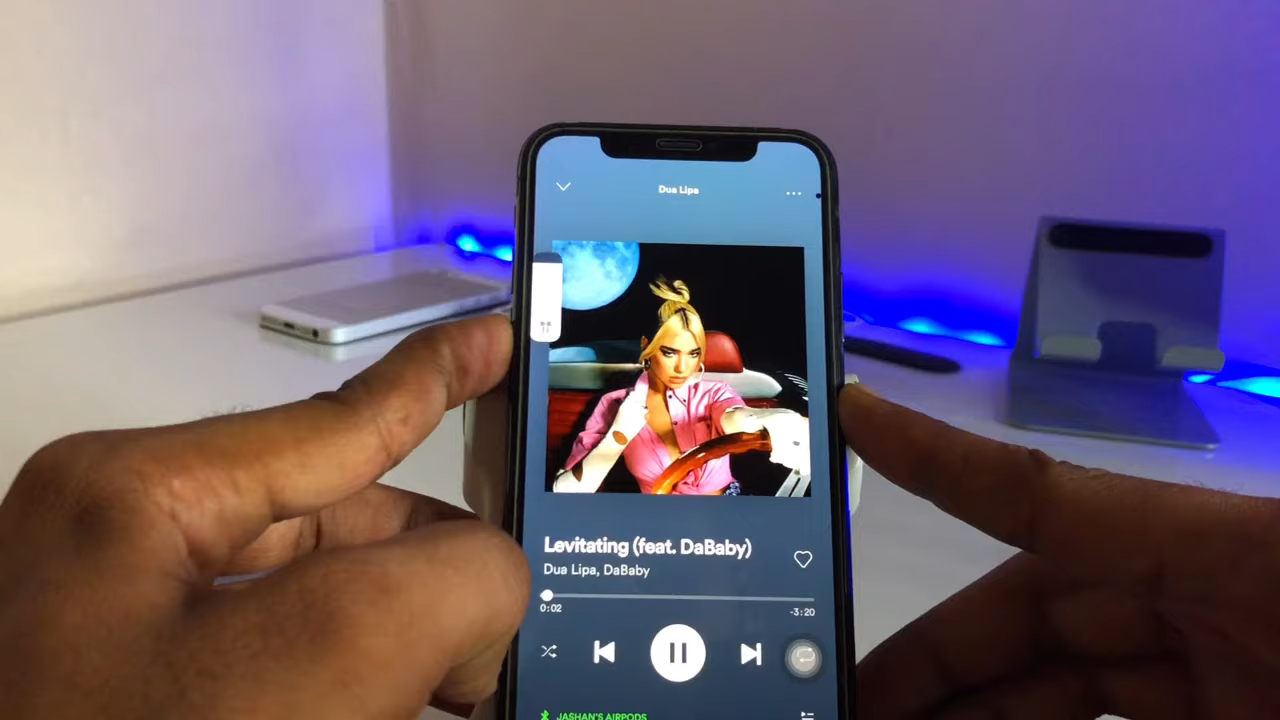 Dua Lipa
Levitating (feat. DaBaby)
Dua Lipa, DaBaby
0:02
-3:20
JASHAN'S AIRPODS